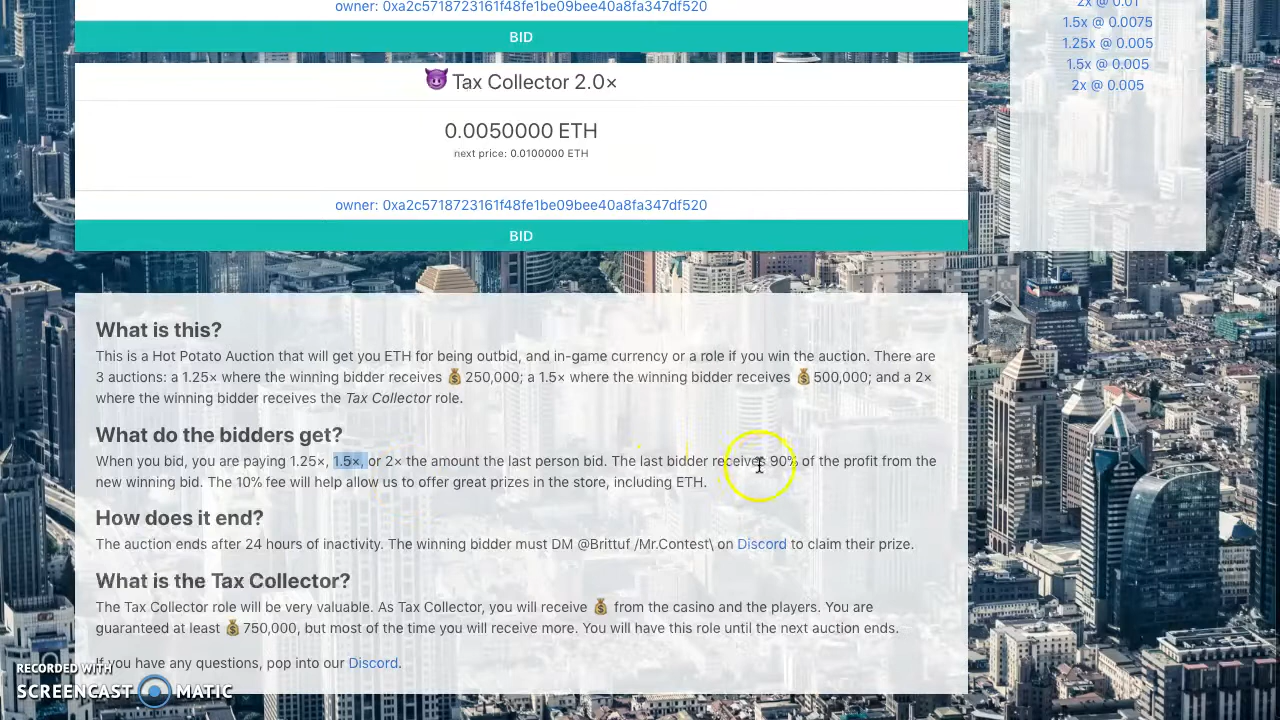 owner: 0xa2c5718723161f48fe1be09bee40a8fa347df520
BID
😈 Tax Collector 2.0×
0.0050000 ETH
next price: 0.0100000 ETH
owner: 0xa2c5718723161f48fe1be09bee40a8fa347df520
BID
2x @ 0.01
1.5x @ 0.0075
1.25x @ 0.005
1.5x @ 0.005
2x @ 0.005
What is this?
This is a Hot Potato Auction that will get you ETH for being outbid, and in-game currency or a role if you win the auction. There are
3 auctions: a 1.25× where the winning bidder receives 💰250,000; a 1.5× where the winning bidder receives 💰500,000; and a 2×
where the winning bidder receives the Tax Collector role.
What do the bidders get?
When you bid, you are paying 1.25×, 1.5×, or 2× the amount the last person bid. The last bidder receives 90% of the profit from the
new winning bid. The 10% fee will help allow us to offer great prizes in the store, including ETH.
How does it end?
The auction ends after 24 hours of inactivity. The winning bidder must DM @Brittuf /Mr.Contest\ on Discord to claim their prize.
What is the Tax Collector?
The Tax Collector role will be very valuable. As Tax Collector, you will receive 💰 from the casino and the players. You are
guaranteed at least 💰750,000, but most of the time you will receive more. You will have this role until the next auction ends.
If you have any questions, pop into our Discord.
RECORDED WITH
SCREENCAST MATIC